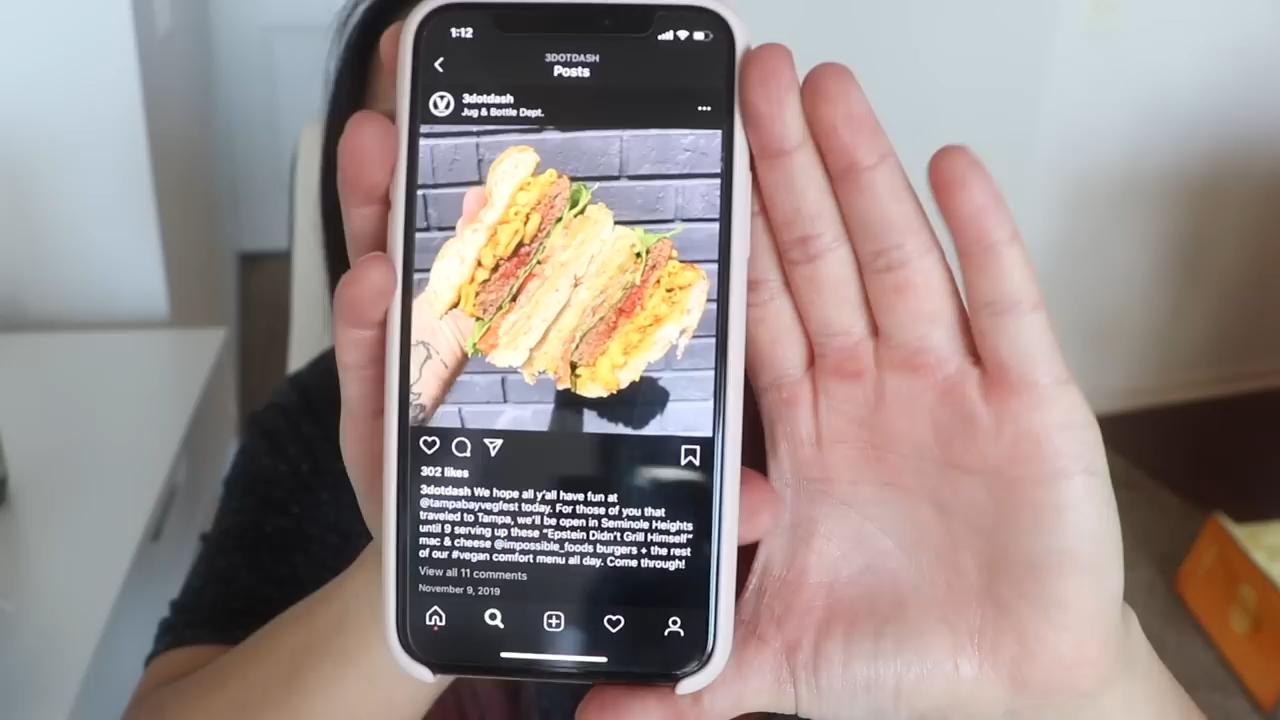 1:12
3DOTDASH
Posts
3dotdash
Jug & Bottle Dept.
302 likes
3dotdash We hope all y'all have fun at
@tampabayvegfest today. For those of you that
traveled to Tampa, we'll be open in Seminole Heights
until 9 serving up these "Epstein Didn't Grill Himself"
mac & cheese @impossible_foods burgers + the rest
of our #vegan comfort menu all day. Come through!
View all 11 comments
November 9, 2019